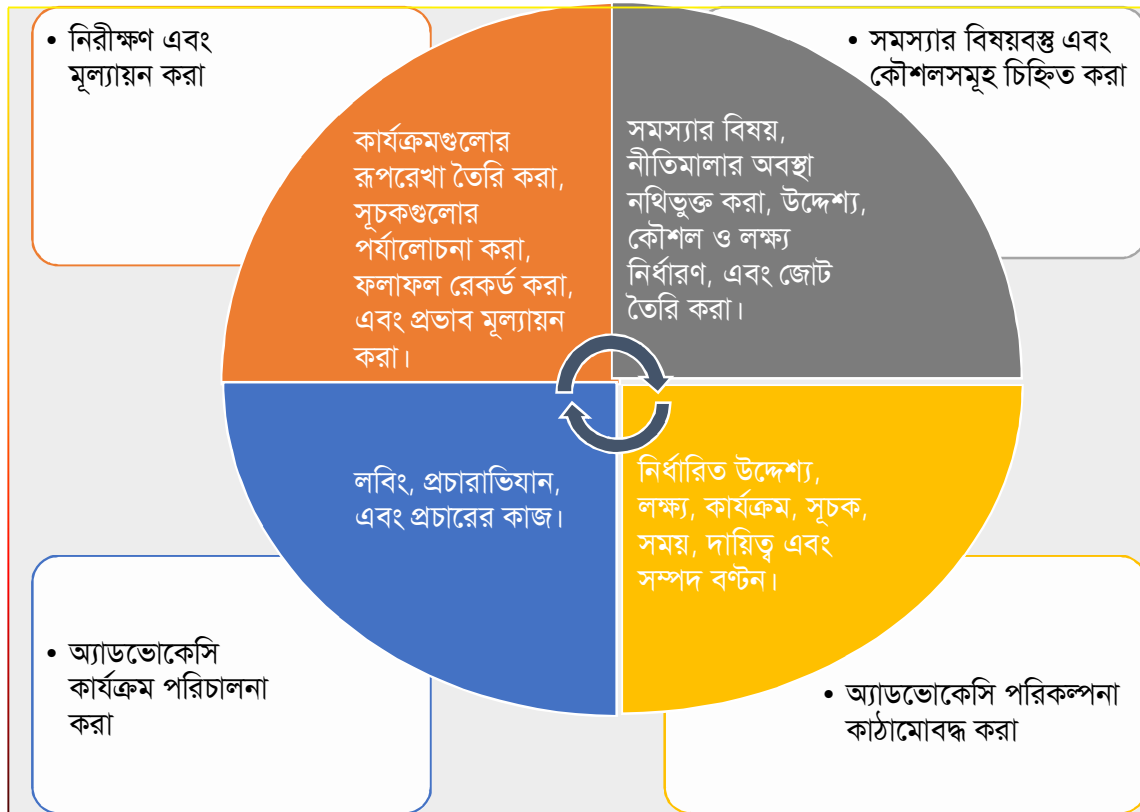 • নিরীক্ষণ এবং
মূল্যায়ন করা
• সমস্যার বিষয়বস্তু এবং
কৌশলসমূহ চিহ্নিত করা
কার্যক্রমগুলোর
রূপরেখা তৈরি করা,
সূচকগুলোর
পর্যালোচনা করা,
ফলাফল রেকর্ড করা,
এবং প্রভাব মূল্যায়ন
করা।
সমস্যার বিষয়,
নীতিমালার অবস্থা
নথিভুক্ত করা, উদ্দেশ্য,
কৌশল ও লক্ষ্য
নির্ধারণ, এবং জোট
তৈরি করা।
লবিং, প্রচারাভিযান,
এবং প্রচারের কাজ।
নির্ধারিত উদ্দেশ্য,
লক্ষ্য, কার্যক্রম, সূচক,
সময়, দায়িত্ব এবং
সম্পদ বণ্টন।
• অ্যাডভোকেসি
কার্যক্রম পরিচালনা
করা
• অ্যাডভোকেসি পরিকল্পনা
কাঠামোবদ্ধ করা